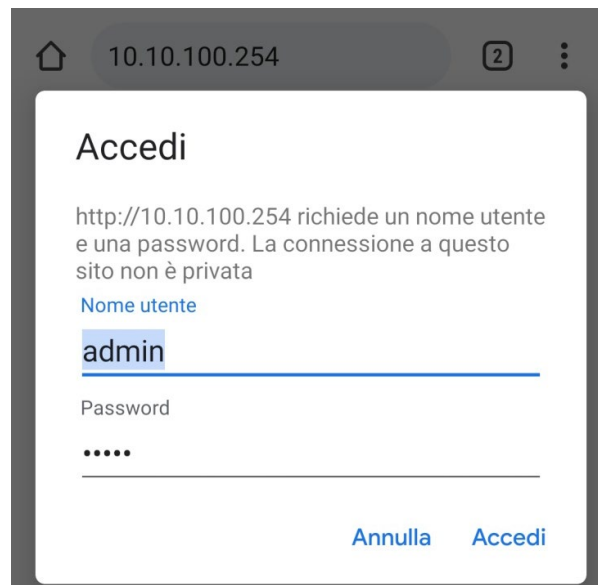 10.10.100.254
2
Accedi
http://10.10.100.254 richiede un nome utente
e una password. La connessione a questo
sito non è privata
Nome utente
admin
Password
•••••
Annulla
Accedi